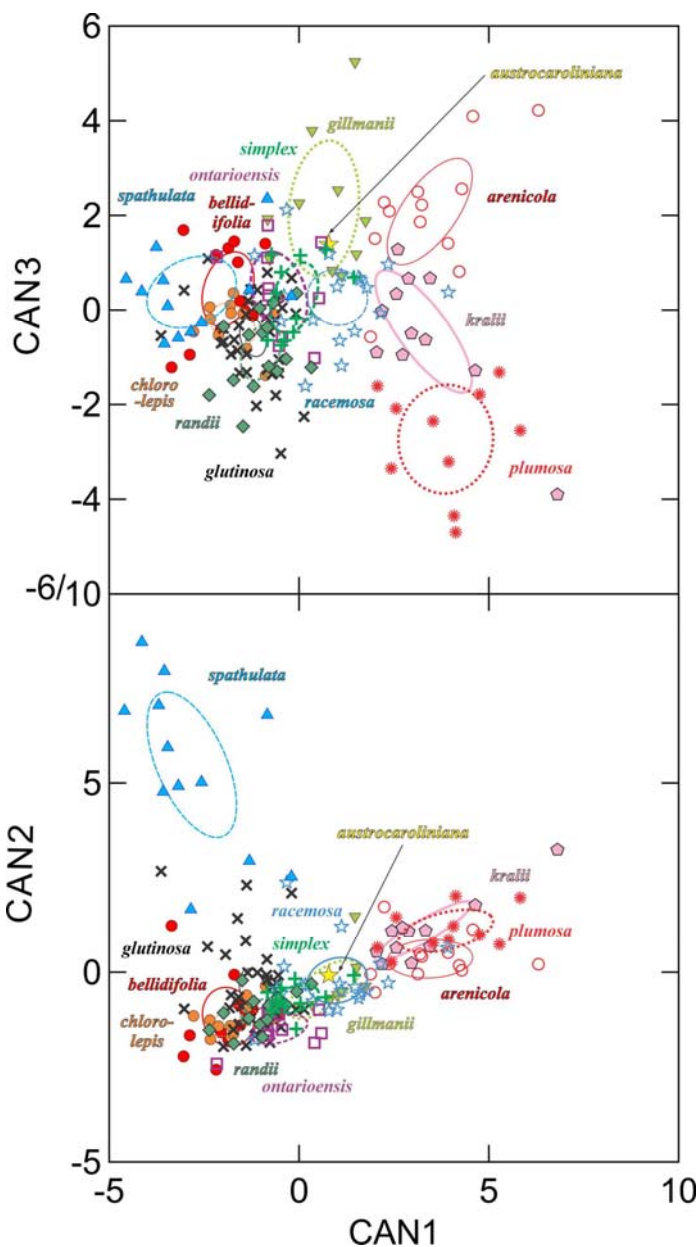 6
austrocaroliniana
gillmanii
4
simplex
ontarioensis
spathulata
bellid-
ifolia
arenicola
2
CAN3
0
kralii
chloro
-lepis
racemosa
randii
-2
glutinosa
plumosa
-4
-6/10
spathulata
5
austrocaroliniana
CAN2
kralii
racemosa
glutinosa
simplex
plumosa
bellidifolia
0
arenicola
chloro-
lepis
gillmanii
randii
ontarioensis
-5
-5 0 5 10
CAN1